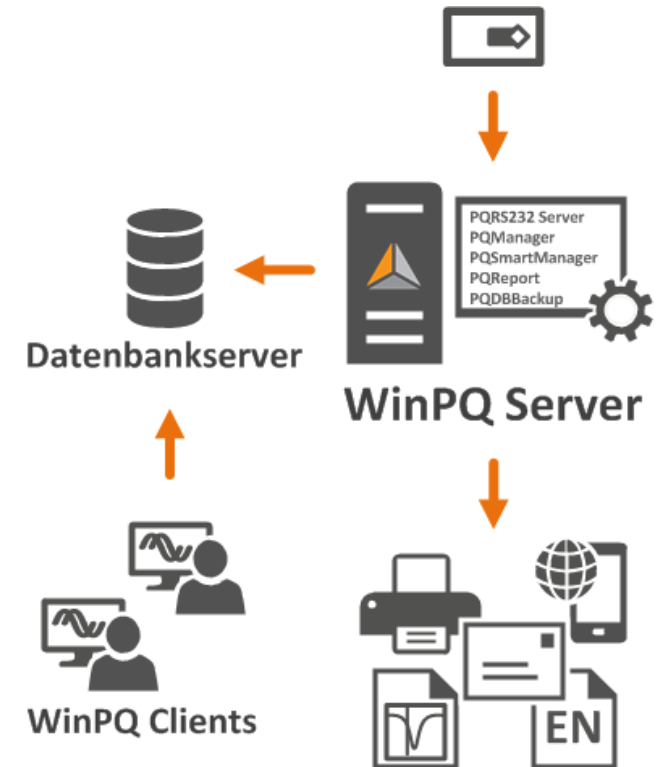 PQRS232 Server
PQManager
PQSmartManager
PQReport
PQDBBackup
Datenbankserver
WinPQ Server
WinPQ Clients
EN